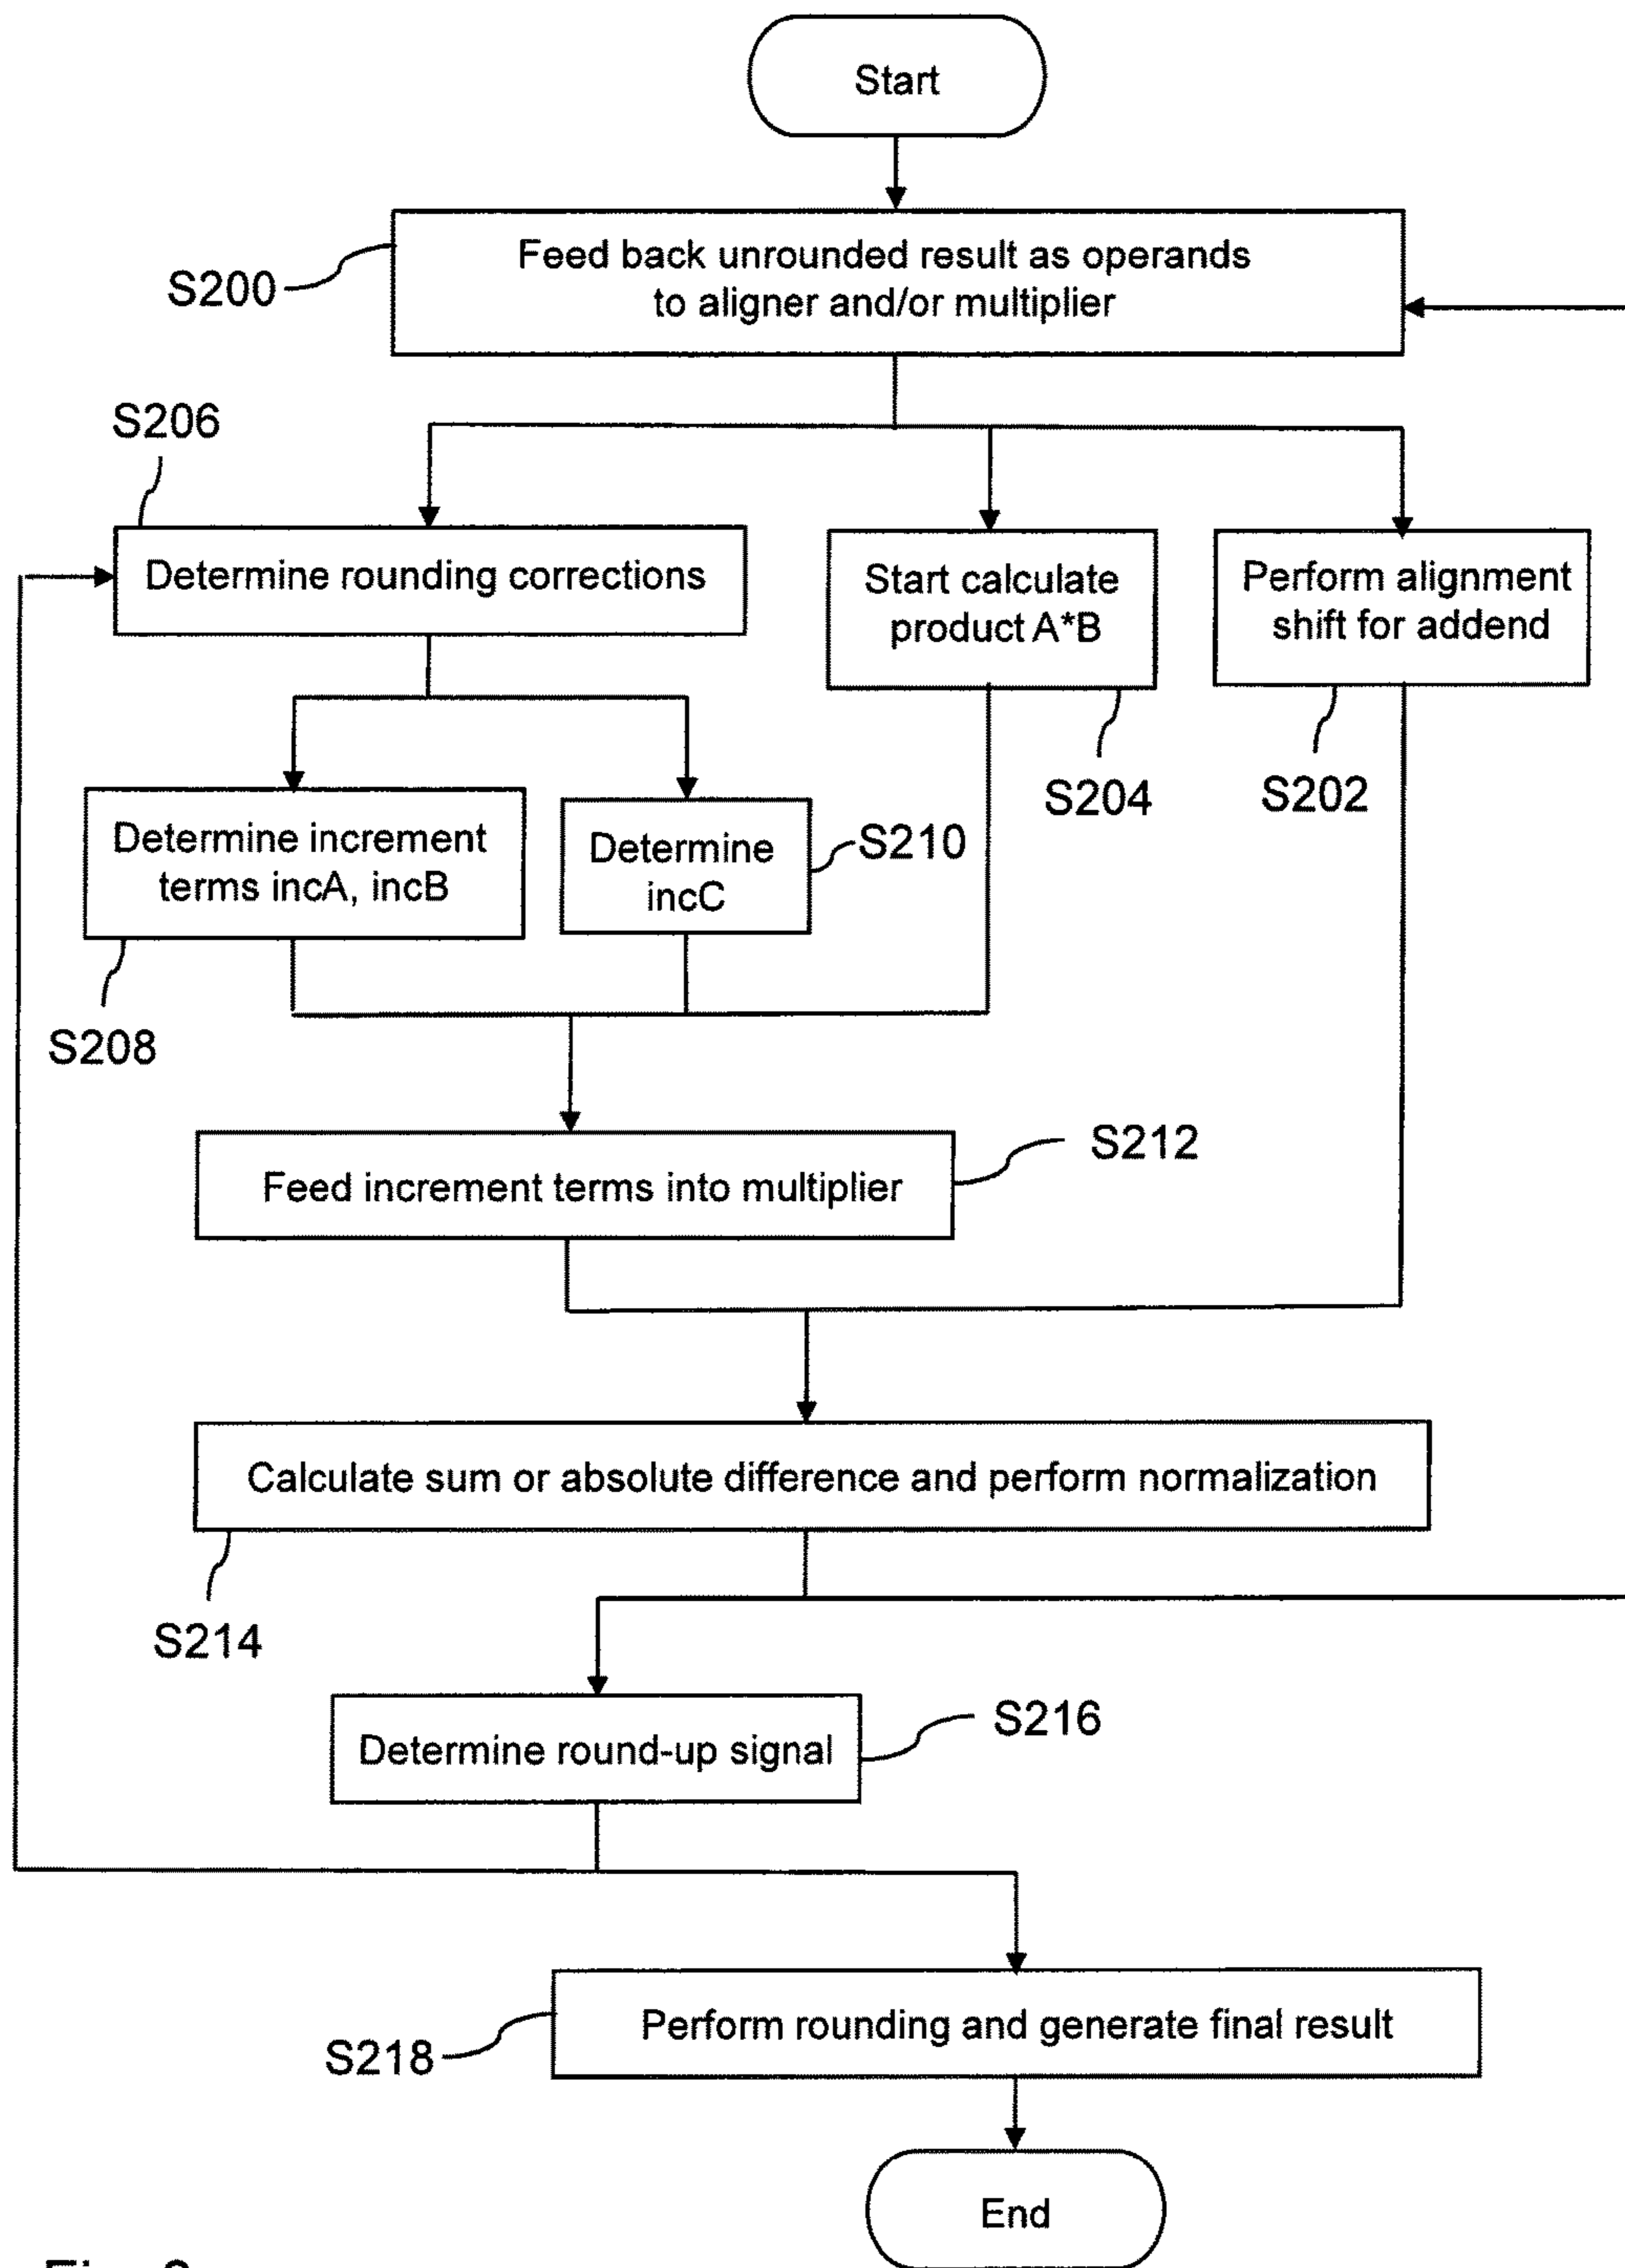 Start
Feed back unrounded result as operands
to aligner and/or multiplier
S200
S206
Determine rounding corrections
Start calculate
product A*B
Perform alignment
shift for addend
S204
S202
Determine increment
terms incA, incB
Determine
incC
S210
S208
Feed increment terms into multiplier
S212
Calculate sum or absolute difference and perform normalization
S214
Determine round-up signal
S216
Perform rounding and generate final result
S218
End